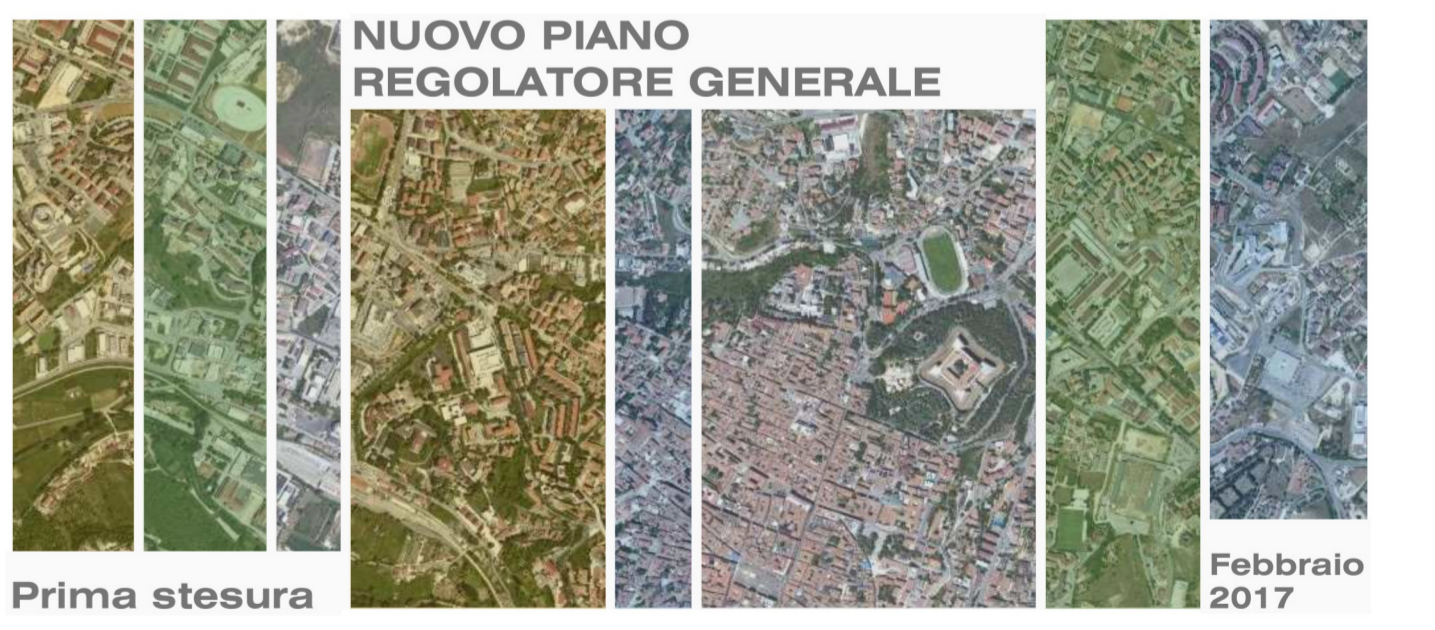 NUOVO PIANO
REGOLATORE GENERALE
Prima stesura
Febbraio
2017